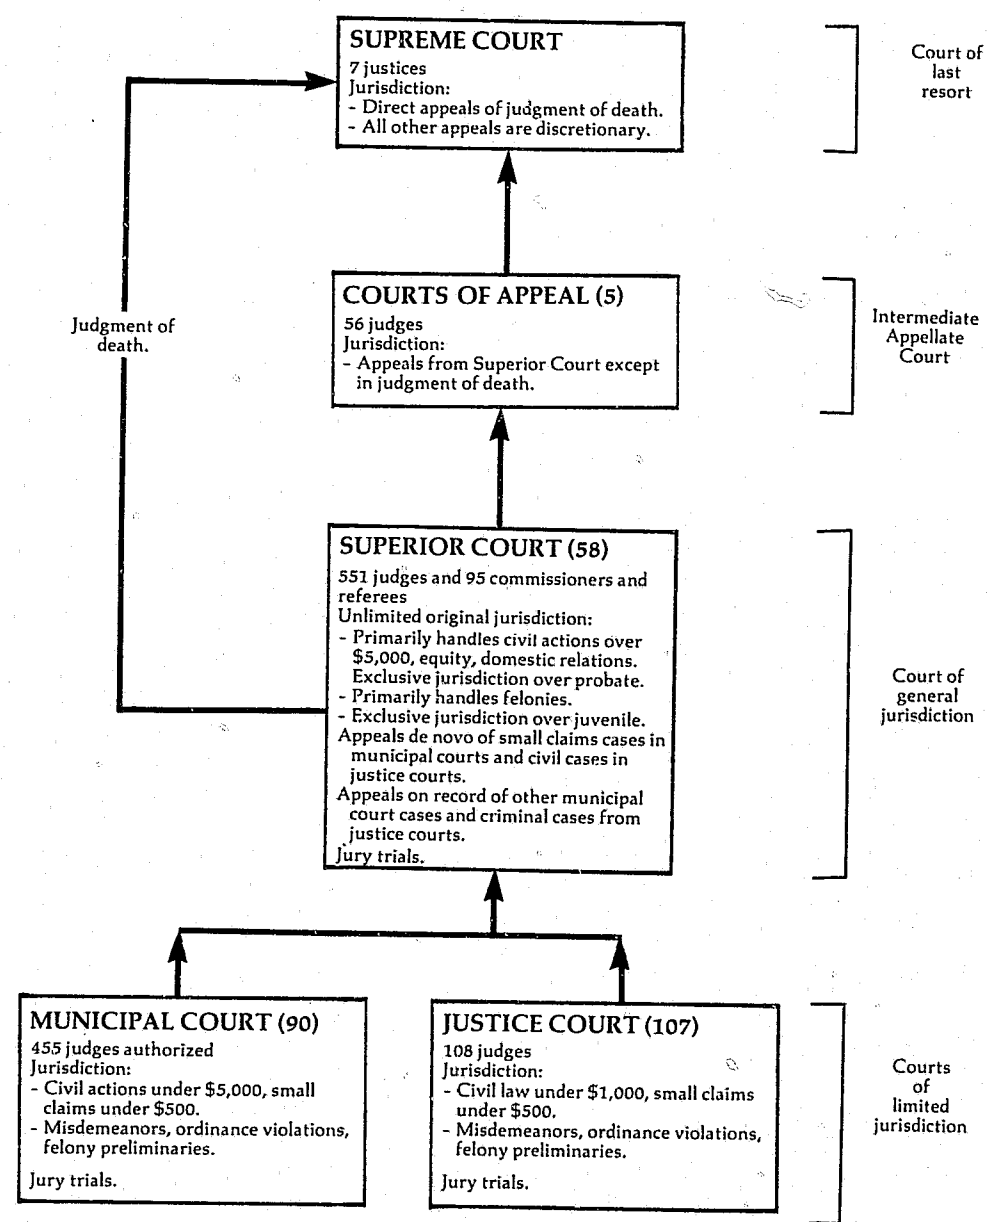 SUPREME COURT
7 justices
Jurisdiction:
- Direct appeals of judgment of death.
- All other appeals are discretionary.
Court of
last
resort
Judgment of
death.
COURTS OF APPEAL (5)
56 judges
Jurisdiction:
- Appeals from Superior Court except
in judgment of death.
Intermediate
Appellate
Court
SUPERIOR COURT (58)
551 judges and 95 commissioners and
referees
Unlimited original jurisdiction:
- Primarily handles civil actions over
$5,000, equity, domestic relations.
Exclusive jurisdiction over probate.
- Primarily handles felonies.
- Exclusive jurisdiction over juvenile.
Appeals de novo of small claims cases in
municipal courts and civil cases in
justice courts.
Appeals on record of other municipal
court cases and criminal cases from
justice courts.
Jury trials.
Court of
general
jurisdiction
MUNICIPAL COURT (90)
455 judges authorized
Jurisdiction:
- Civil actions under $5,000, small
claims under $500.
- Misdemeanors, ordinance violations,
felony preliminaries.
Jury trials.
JUSTICE COURT (107)
108 judges
Jurisdiction:
- Civil law under $1,000, small claims
under $500.
- Misdemeanors, ordinance violations,
felony preliminaries.
Jury trials.
Courts
of
limited
jurisdiction